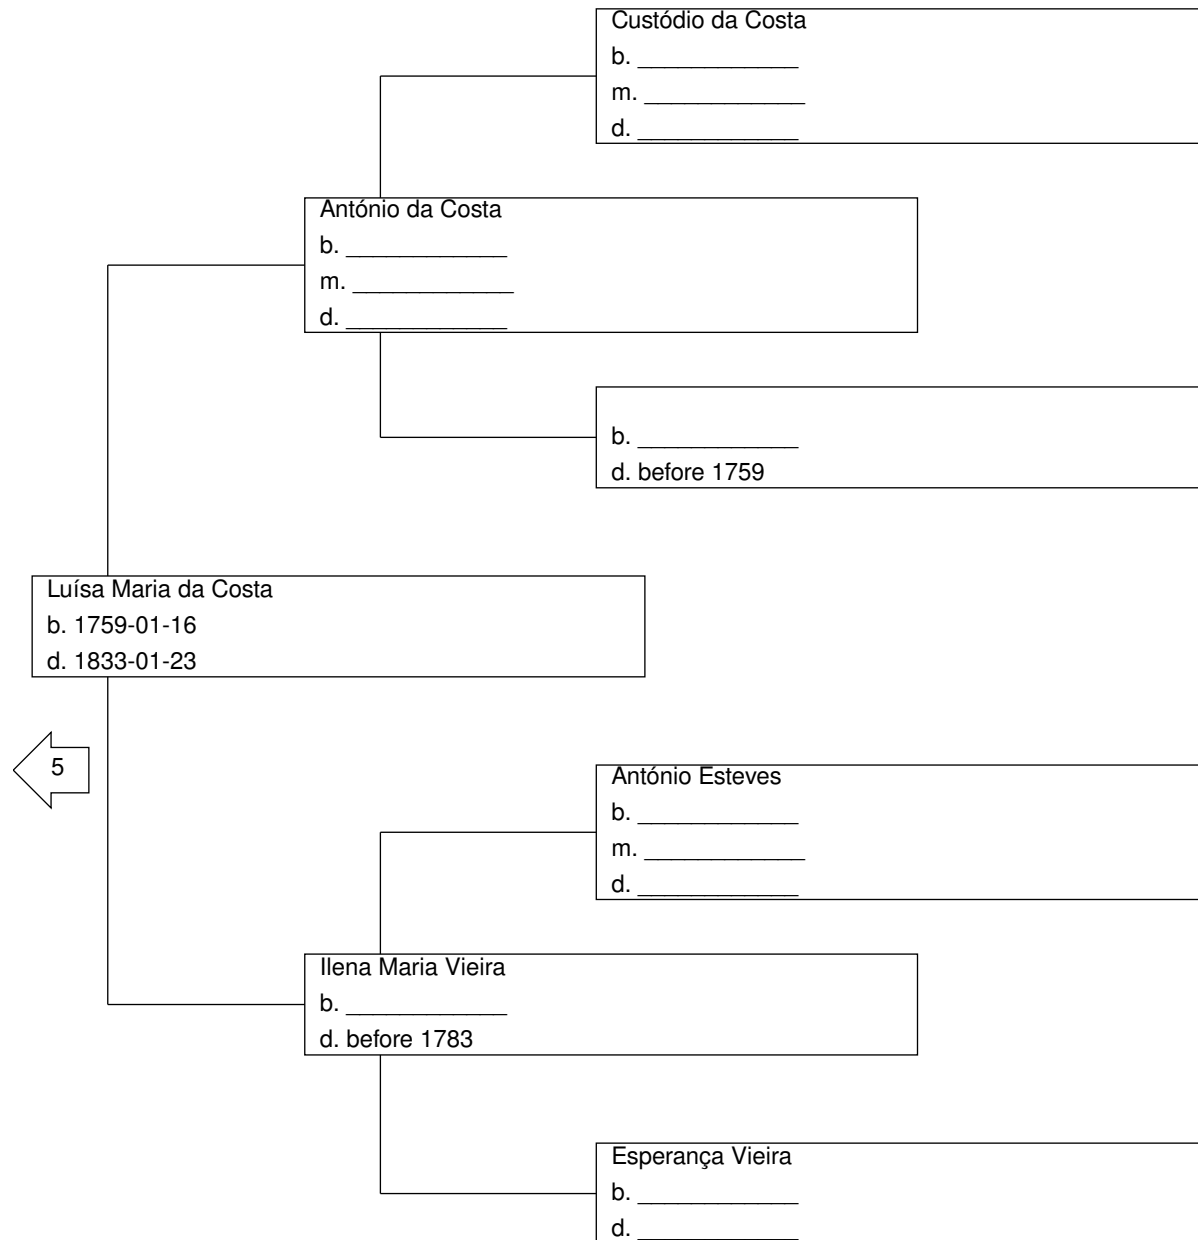 Custódio da Costa
b. ____________
m. ____________
d. ____________
António da Costa
b. ____________
m. ____________
d. ____________
b. ____________
d. before 1759
Luísa Maria da Costa
b. 1759-01-16
d. 1833-01-23
5
António Esteves
b. ____________
m. ____________
d. ____________
Ilena Maria Vieira
b. ____________
d. before 1783
Esperança Vieira
b. ____________
d. ____________